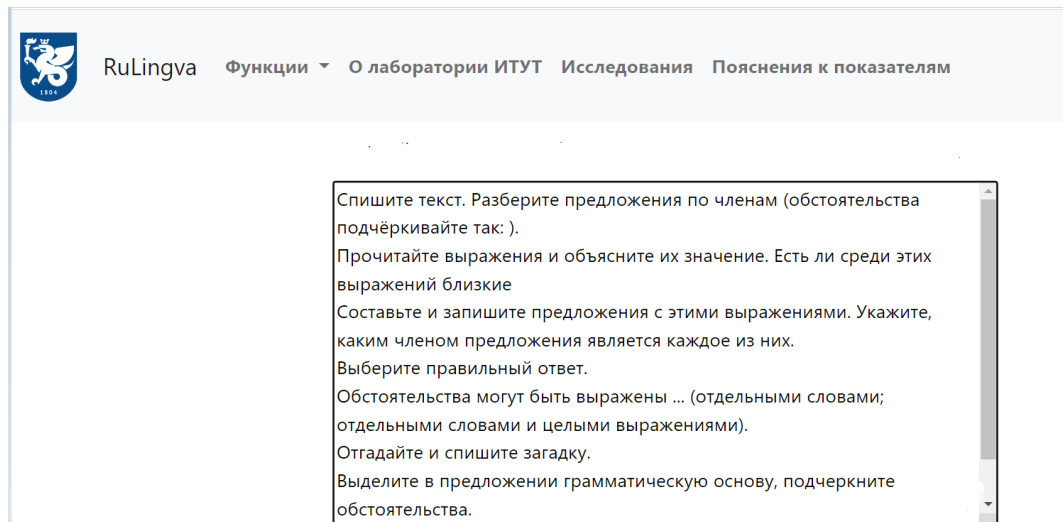 RuLingva Функции О лаборатории ИТУТ Исследования Пояснения к показателям
1804
Спишите текст. Разберите предложения по членам (обстоятельства
подчёркивайте так: ).
Прочитайте выражения и объясните их значение. Есть ли среди этих
выражений близкие
Составьте и запишите предложения с этими выражениями. Укажите,
каким членом предложения является каждое из них.
Выберите правильный ответ.
Обстоятельства могут быть выражены ... (отдельными словами;
отдельными словами и целыми выражениями).
Отгадайте и спишите загадку.
Выделите в предложении грамматическую основу, подчеркните
обстоятельства.